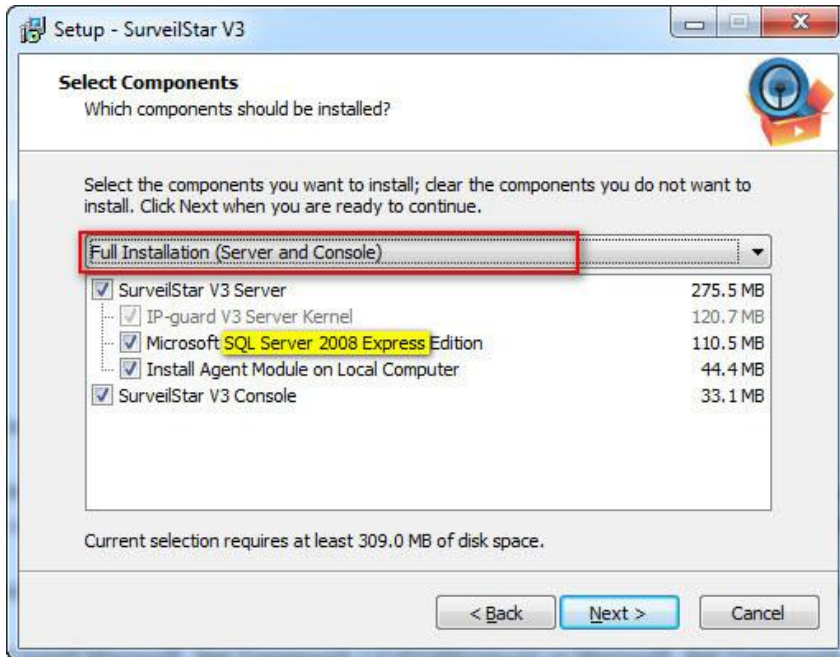 Setup - SurveilStar V3
Select Components
Which components should be installed?
Select the components you want to install; clear the components you do not want to
install. Click Next when you are ready to continue.
Full Installation (Server and Console)
SurveilStar V3 Server 275.5 MB
IP-guard V3 Server Kernel 120.7 MB
Microsoft SQL Server 2008 Express Edition 110.5 MB
Install Agent Module on Local Computer 44.4 MB
SurveilStar V3 Console 33.1 MB
Current selection requires at least 309.0 MB of disk space.
< Back Next > Cancel